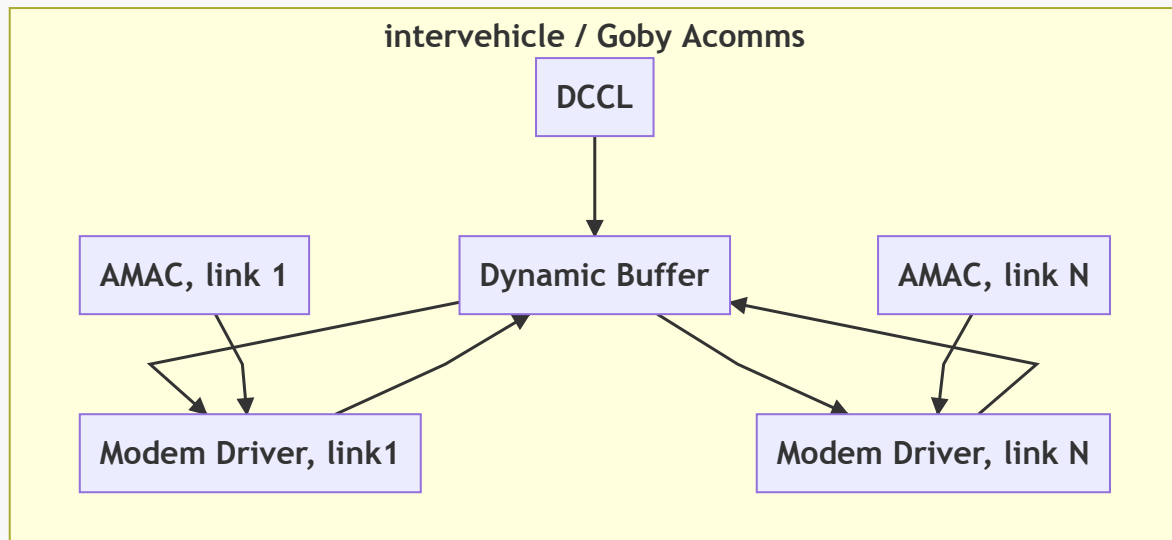 intervehicle / Goby Acomms
DCCL
AMAC, link 1
Dynamic Buffer
AMAC, link N
Modem Driver, link1
Modem Driver, link N